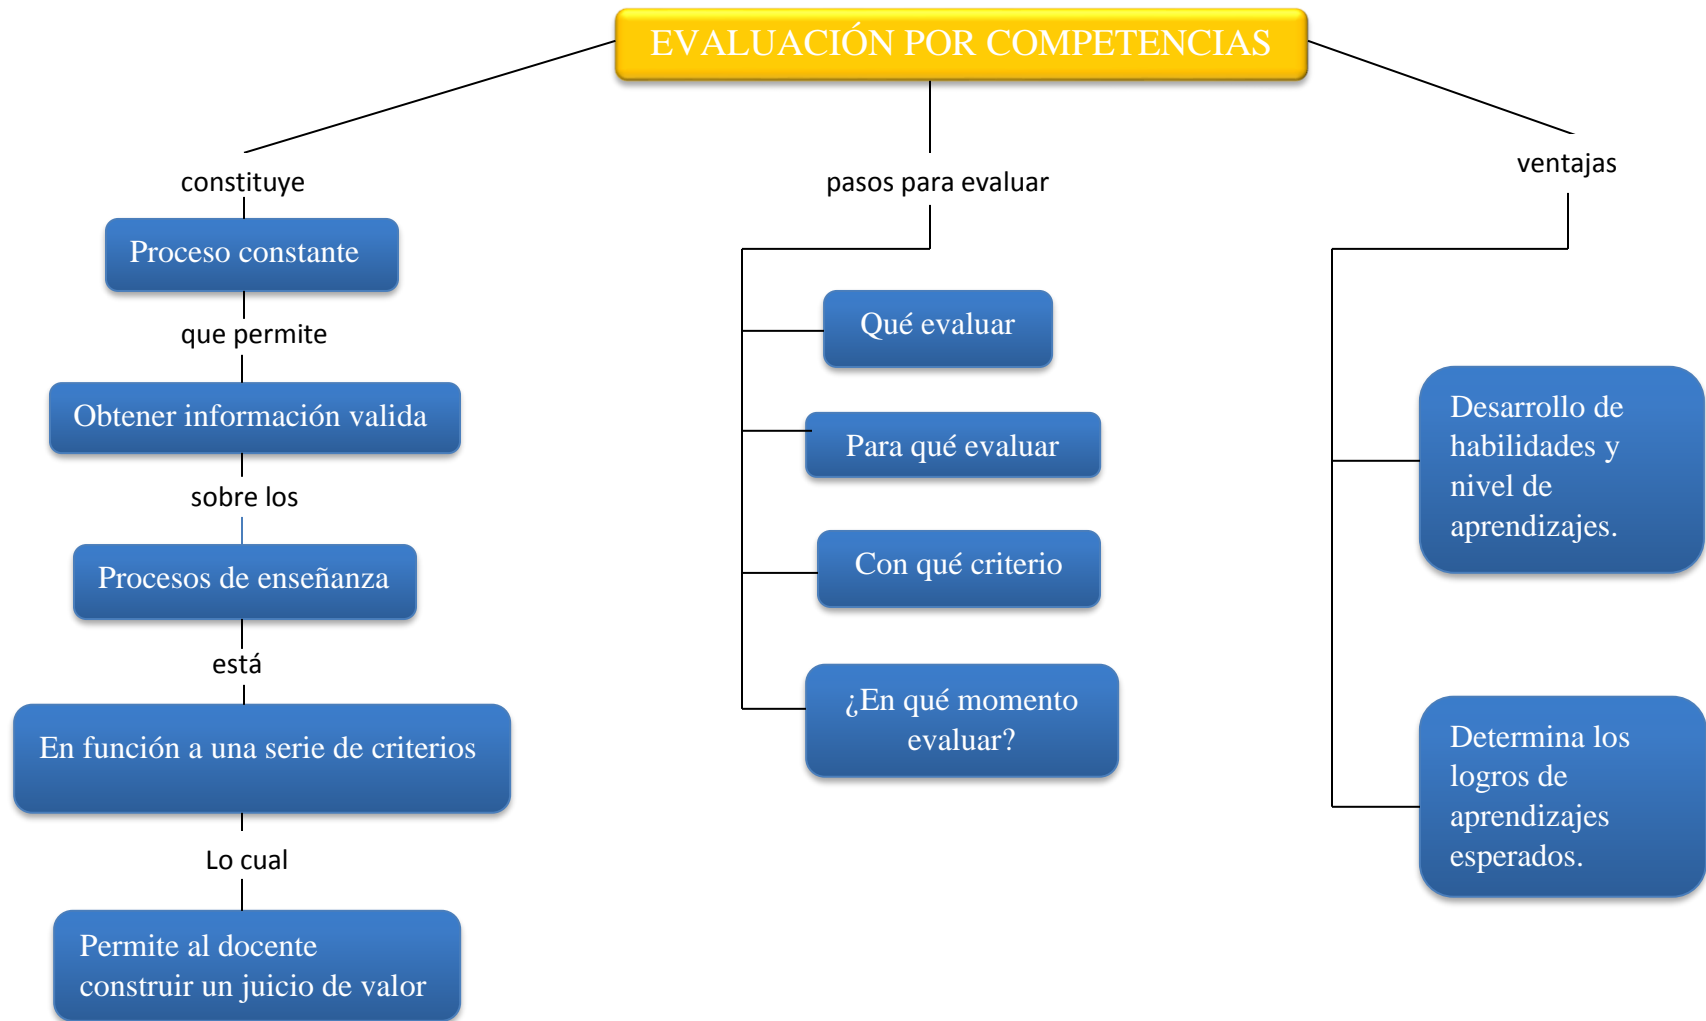 EVALUACIÓN POR COMPETENCIAS
constituye
Proceso constante
que permite
Obtener información valida
sobre los
Procesos de enseñanza
está
En función a una serie de criterios
Lo cual
Permite al docente
construir un juicio de valor
pasos para evaluar
Qué evaluar
Para qué evaluar
Con qué criterio
¿En qué momento
evaluar?
ventajas
Desarrollo de
habilidades y
nivel de
aprendizajes.
Determina los
logros de
aprendizajes
esperados.